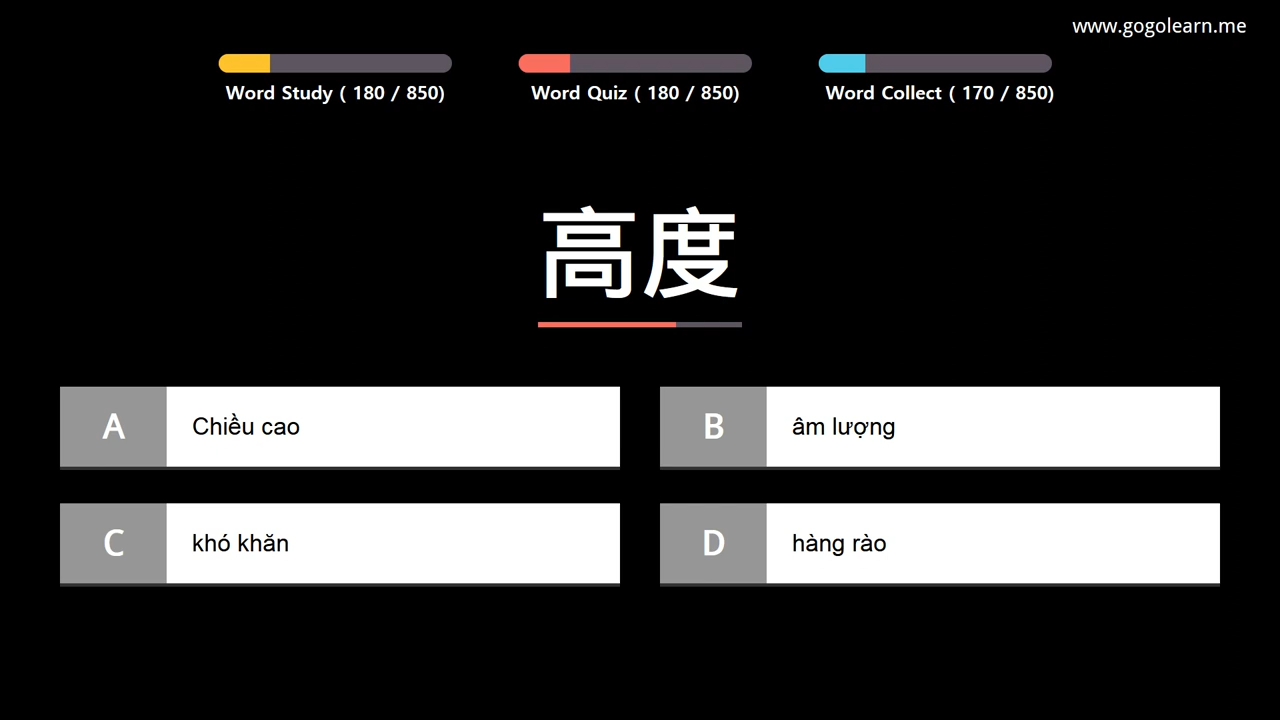 www.gogolearn.me
Word Study ( 180 / 850)
Word Quiz ( 180 / 850)
Word Collect ( 170 / 850)
高度
A
Chiều cao
B
âm lượng
C
khó khăn
D
hàng rào